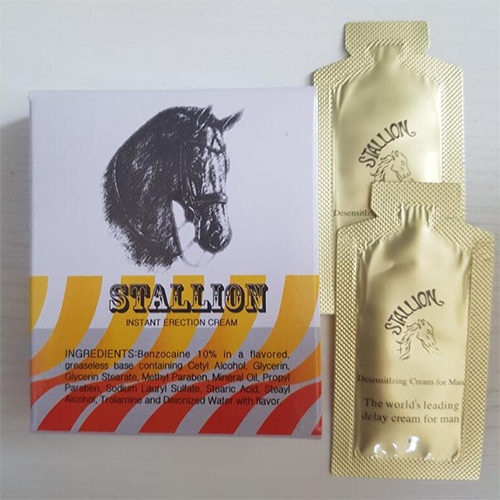 STALLION
INSTANT ERECTION CREAM
INGREDIENTS:Benzocaine 10% in a flavored,
greaseless base containing Cetyl Alcohol, Glycerin,
Glycerin Stearate, Methyl Paraben, Mineral Oil, Propyl
Paraben, Sodium Lauryl Sulfate, Stearic Acid, Steayl
Alcohol, Trolamine and Deionized Water with flavor.
STALLION
Desensitizing
STALLION
Desensitizing Cream for Man
The world's leading
delay cream for man